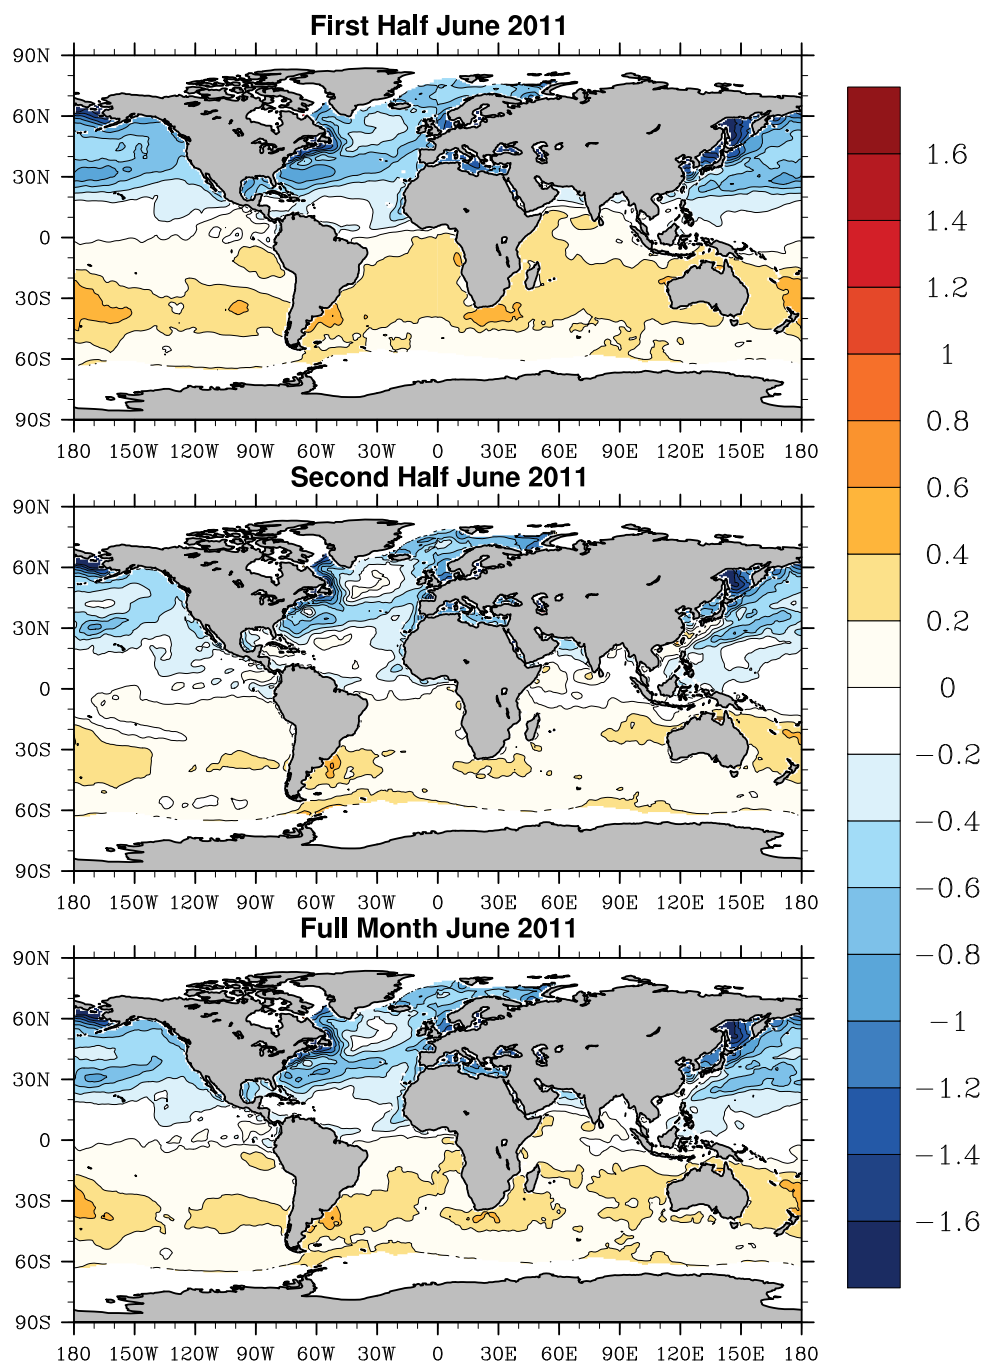 First Half June 2011
90N
60N
30N
0
30S
60S
90S
180 150W 120W 90W 60W 30W 0 30E 60E 90E 120E 150E 180
Second Half June 2011
90N
60N
30N
0
30S
60S
90S
180 150W 120W 90W 60W 30W 0 30E 60E 90E 120E 150E 180
Full Month June 2011
90N
60N
30N
0
30S
60S
90S
180 150W 120W 90W 60W 30W 0 30E 60E 90E 120E 150E 180
1.6
1.4
1.2
1
0.8
0.6
0.4
0.2
0
−0.2
−0.4
−0.6
−0.8
−1
−1.2
−1.4
−1.6